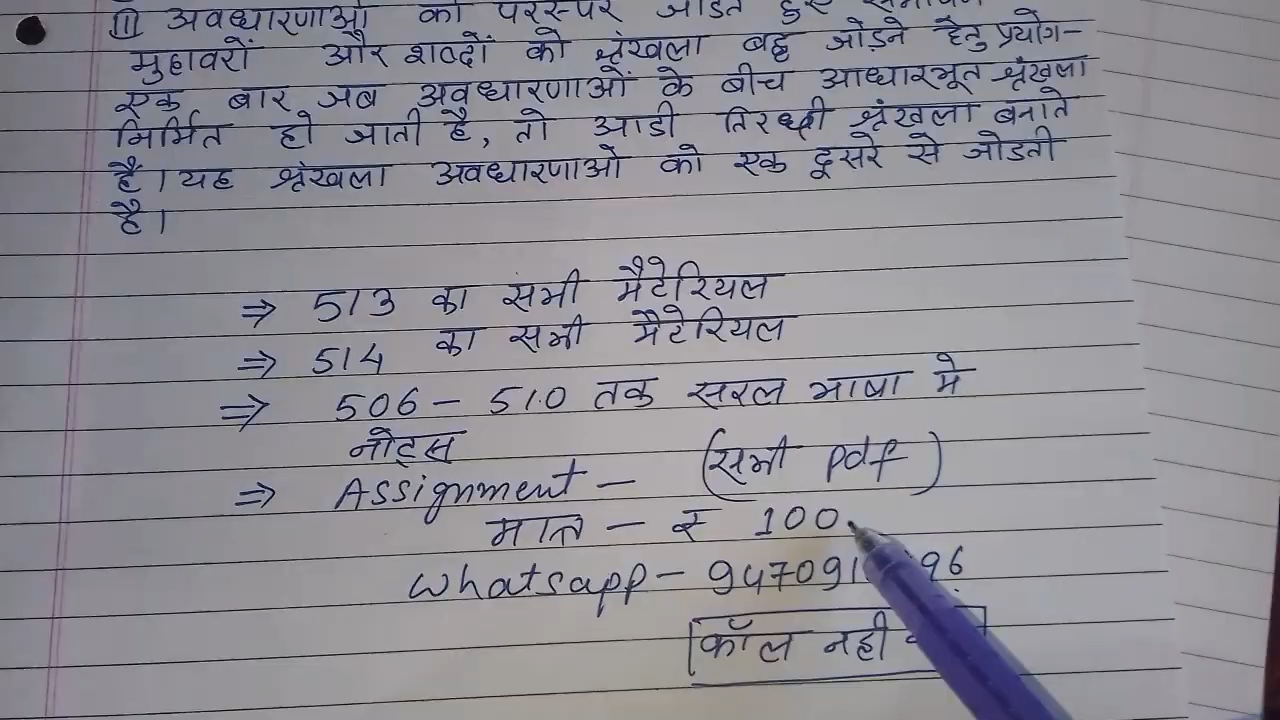 (ii) अवधारणाओं को परस्पर जोड़ते हुए
मुहावरों और शब्दों को श्रृंखला बद्द जोड़ने हेतु प्रयोग-
एक बार जब अवधारणाओं के बीच आधारभूत श्रृंखला
निर्मित हो जाती है, तो आडी तिरछी श्रृंखला बनाते
है। यह श्रृंखला अवधारणाओं को एक दूसरे से जोडती
है।
⇒ 513 का सभी मैटेरियल
⇒ 514 का सभी मैटेरियल
⇒ 506 - 510 तक सरल भाषा मे
नोट्स
⇒ Assignment - (सभी pdf)
मात्र - ₹ 100
Whatsapp - 947091 96
कॉल नही